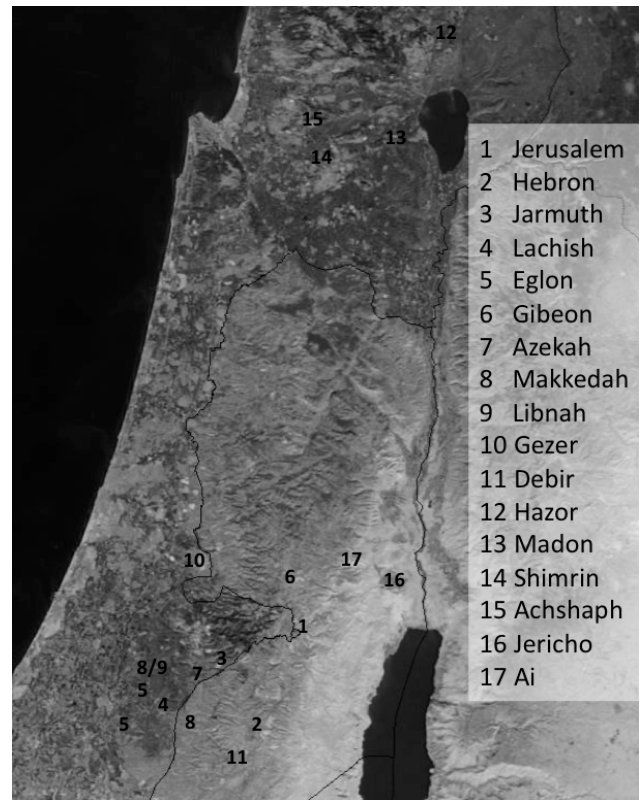 12
15
13
14
10
17
6
16
1
3
8/9
7
5
4
5
8
2
11
1 Jerusalem
2 Hebron
3 Jarmuth
4 Lachish
5 Eglon
6 Gibeon
7 Azekah
8 Makkedah
9 Libnah
10 Gezer
11 Debir
12 Hazor
13 Madon
14 Shimrin
15 Achshaph
16 Jericho
17 Ai